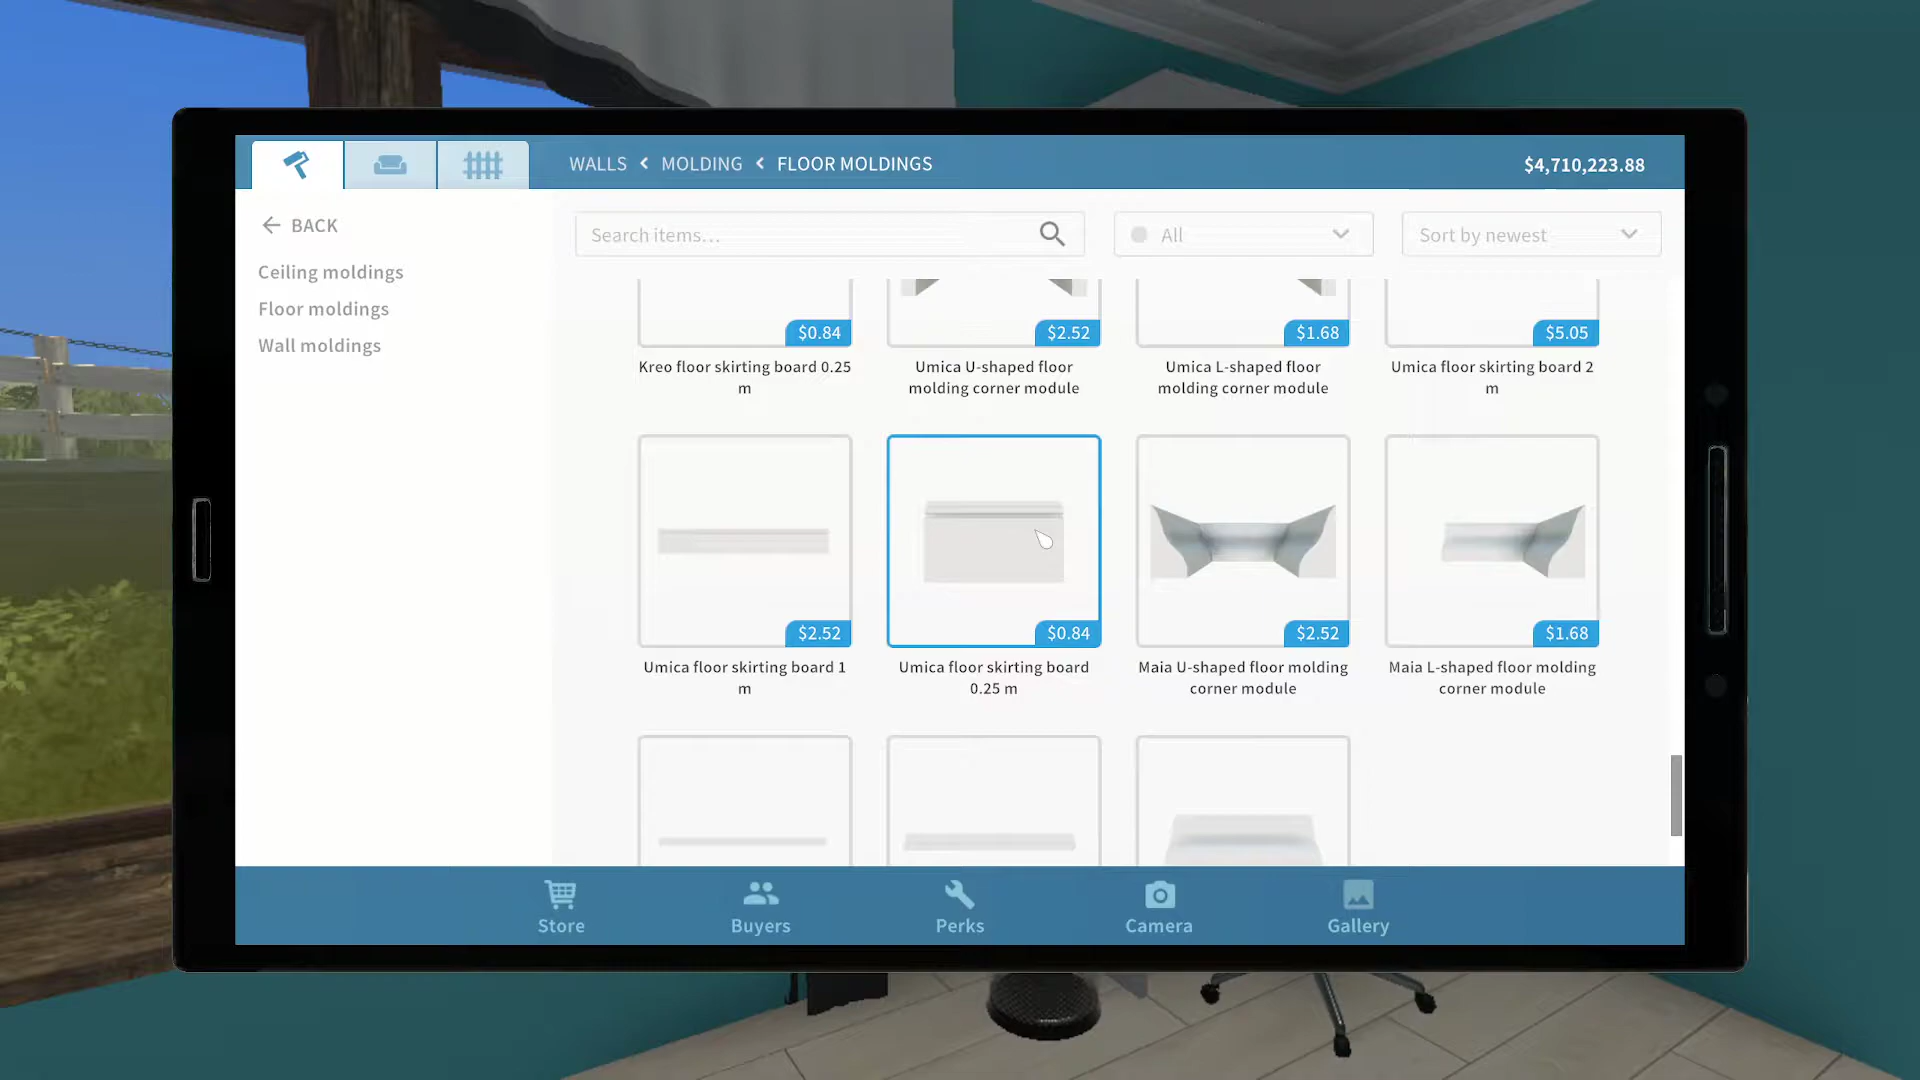 WALLS < MOLDING < FLOOR MOLDINGS
$4,710,223.88
BACK
Ceiling moldings
Floor moldings
Wall moldings
Search items...
All
Sort by newest
$0.84
$2.52
$1.68
$5.05
Kreo floor skirting board 0.25
m
Umica U-shaped floor
molding corner module
Umica L-shaped floor
molding corner module
Umica floor skirting board 2
m
$2.52
$0.84
$2.52
$1.68
Umica floor skirting board 1
m
Umica floor skirting board
0.25 m
Maia U-shaped floor molding
corner module
Maia L-shaped floor molding
corner module
Store
Buyers
Perks
Camera
Gallery